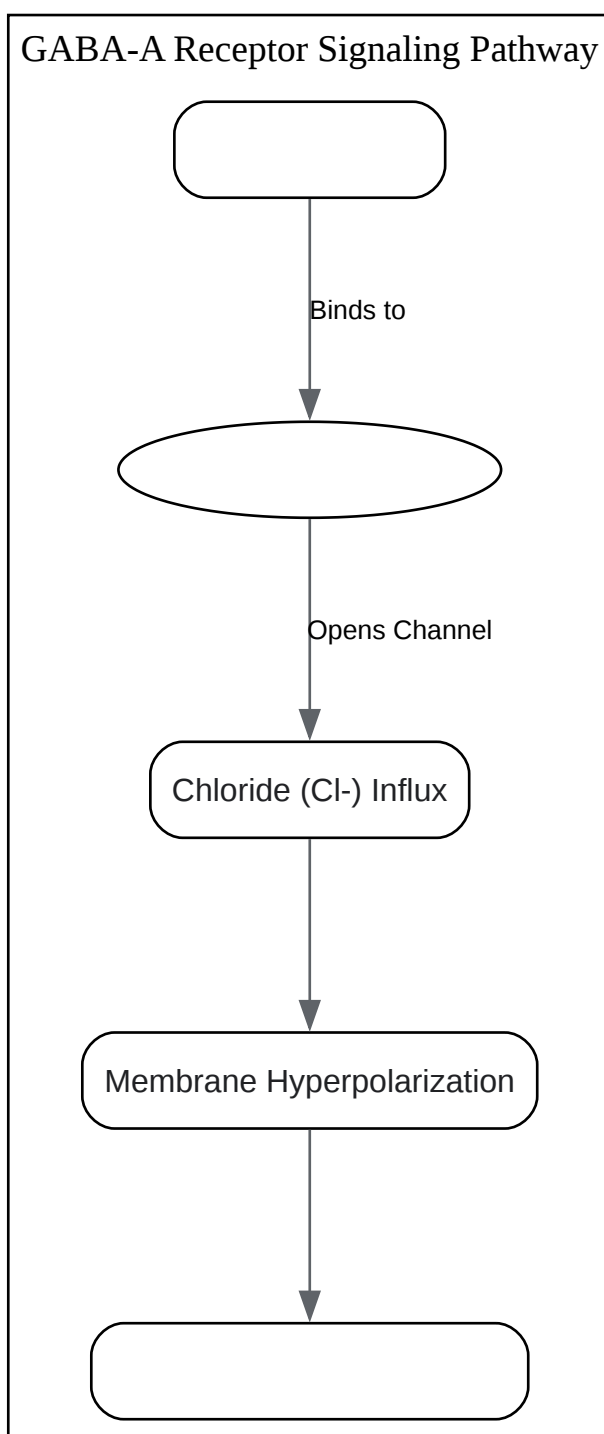 GABA-A Receptor Signaling Pathway
Binds to
Opens Channel
Chloride (Cl-) Influx
Membrane Hyperpolarization